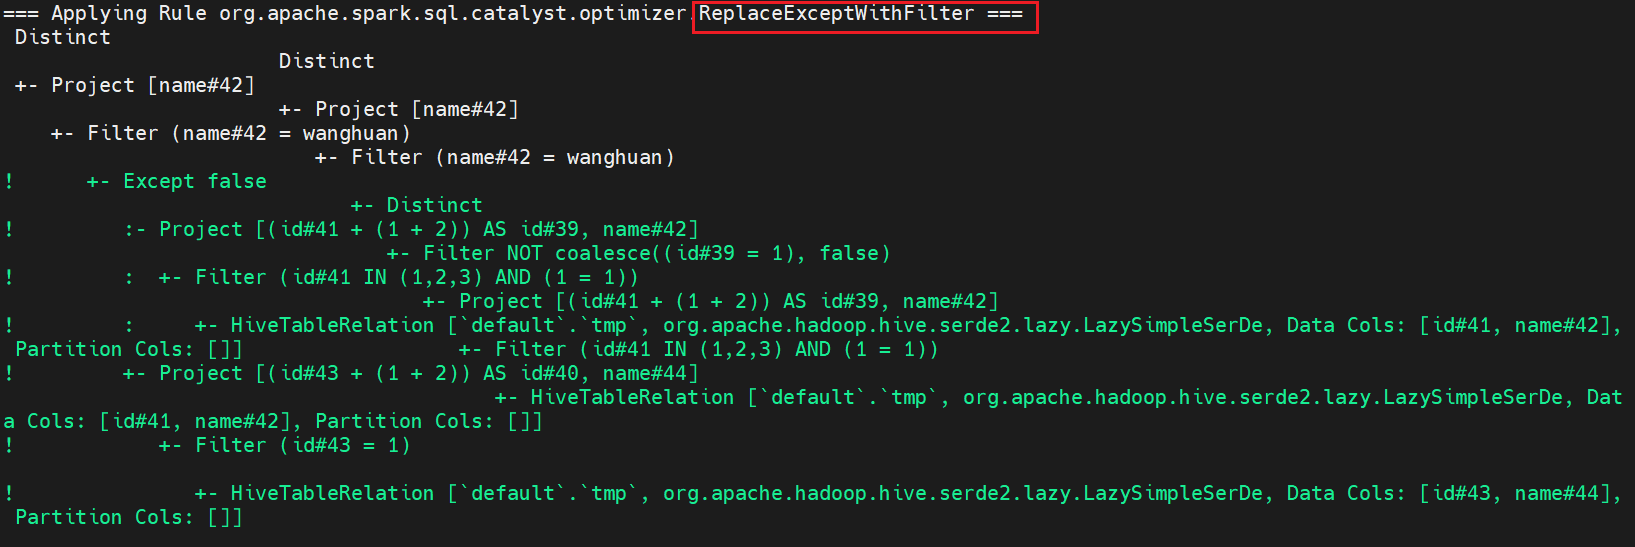 === Applying Rule org.apache.spark.sql.catalyst.optimizer.ReplaceExceptWithFilter ===
 Distinct
                       Distinct
 +- Project [name#42]
                       +- Project [name#42]
    +- Filter (name#42 = wanghuan)
                          +- Filter (name#42 = wanghuan)
!      +- Except false
                             +- Distinct
!         :- Project [(id#41 + (1 + 2)) AS id#39, name#42]
                                +- Filter NOT coalesce((id#39 = 1), false)
!         :  +- Filter (id#41 IN (1,2,3) AND (1 = 1))
                                   +- Project [(id#41 + (1 + 2)) AS id#39, name#42]
!         :     +- HiveTableRelation [`default`.`tmp`, org.apache.hadoop.hive.serde2.lazy.LazySimpleSerDe, Data Cols: [id#41, name#42],
 Partition Cols: []]                  +- Filter (id#41 IN (1,2,3) AND (1 = 1))
!         +- Project [(id#43 + (1 + 2)) AS id#40, name#44]
                                         +- HiveTableRelation [`default`.`tmp`, org.apache.hadoop.hive.serde2.lazy.LazySimpleSerDe, Dat
a Cols: [id#41, name#42], Partition Cols: []]
!            +- Filter (id#43 = 1)
!               +- HiveTableRelation [`default`.`tmp`, org.apache.hadoop.hive.serde2.lazy.LazySimpleSerDe, Data Cols: [id#43, name#44],
 Partition Cols: []]